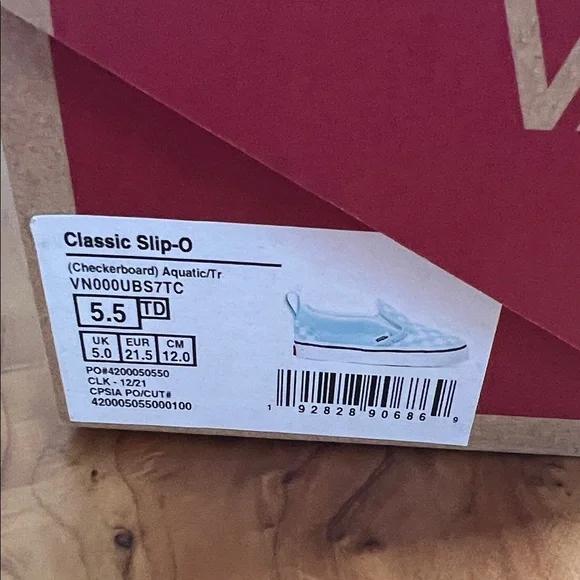 Classic Slip-O
(Checkerboard) Aquatic/Tr
VN000UBS7TC
5.5 TD
UK EUR CM
5.0 21.5 12.0
PO#4200050550
CLK - 12/21
CPSIA PO/CUT#
420005055000100
1 92828 90686 9